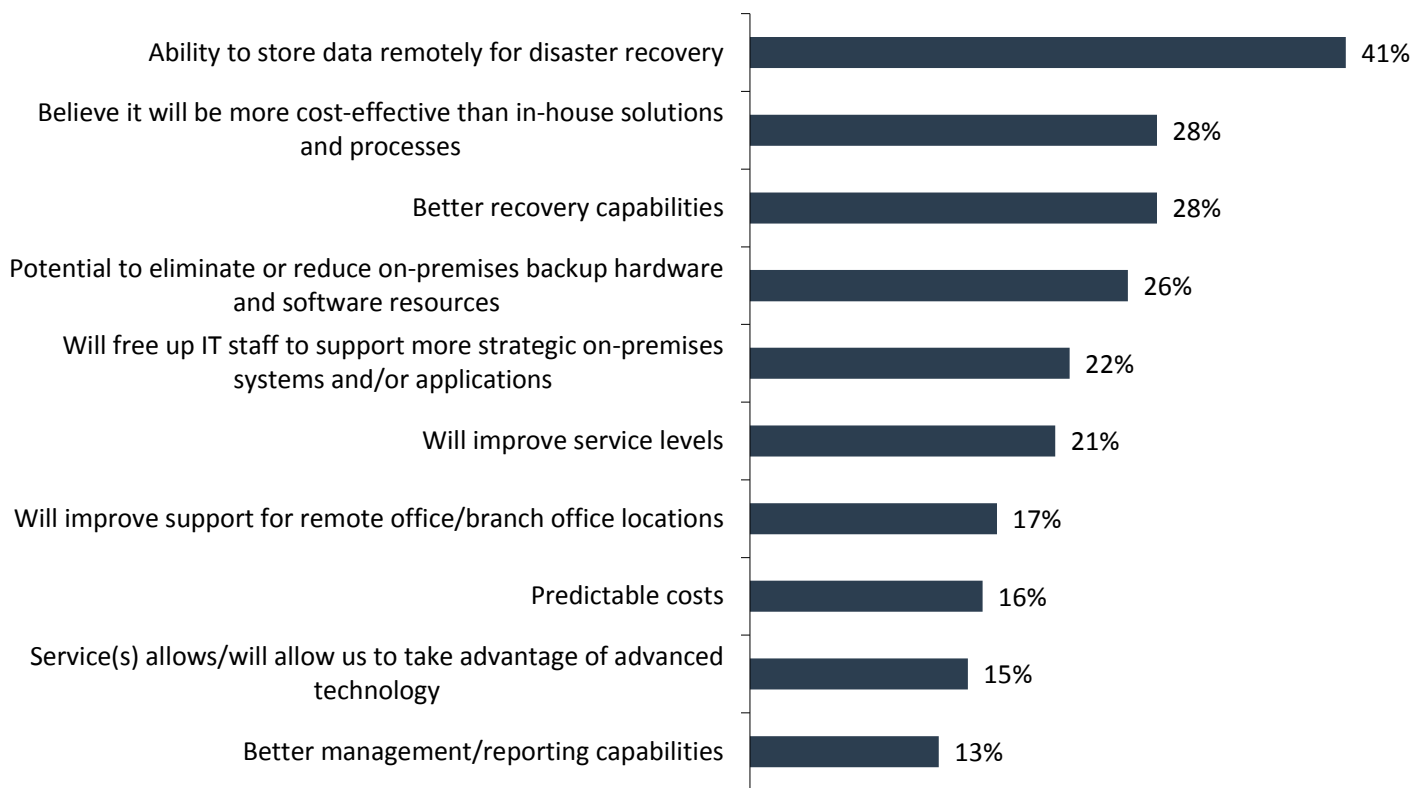 Ability to store data remotely for disaster recovery
41%
Believe it will be more cost-effective than in-house solutions
and processes
28%
Better recovery capabilities
28%
Potential to eliminate or reduce on-premises backup hardware
and software resources
26%
Will free up IT staff to support more strategic on-premises
systems and/or applications
22%
Will improve service levels
21%
Will improve support for remote office/branch office locations
17%
Predictable costs
16%
Service(s) allows/will allow us to take advantage of advanced
technology
15%
Better management/reporting capabilities
13%